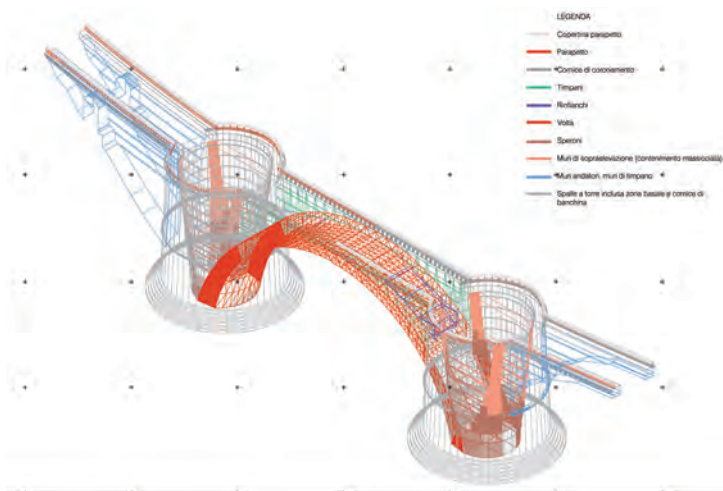 LEGENDA
Copertina parapetto
Parapetto
Cornice di coronamento
Timpani
Rinfianchi
Volta
Speroni
Muri di sopraelevazione (contenimento massicciata)
Muri andatori, muri di timpano
Spalle a torre inclusa zona basale e cornice di
banchina